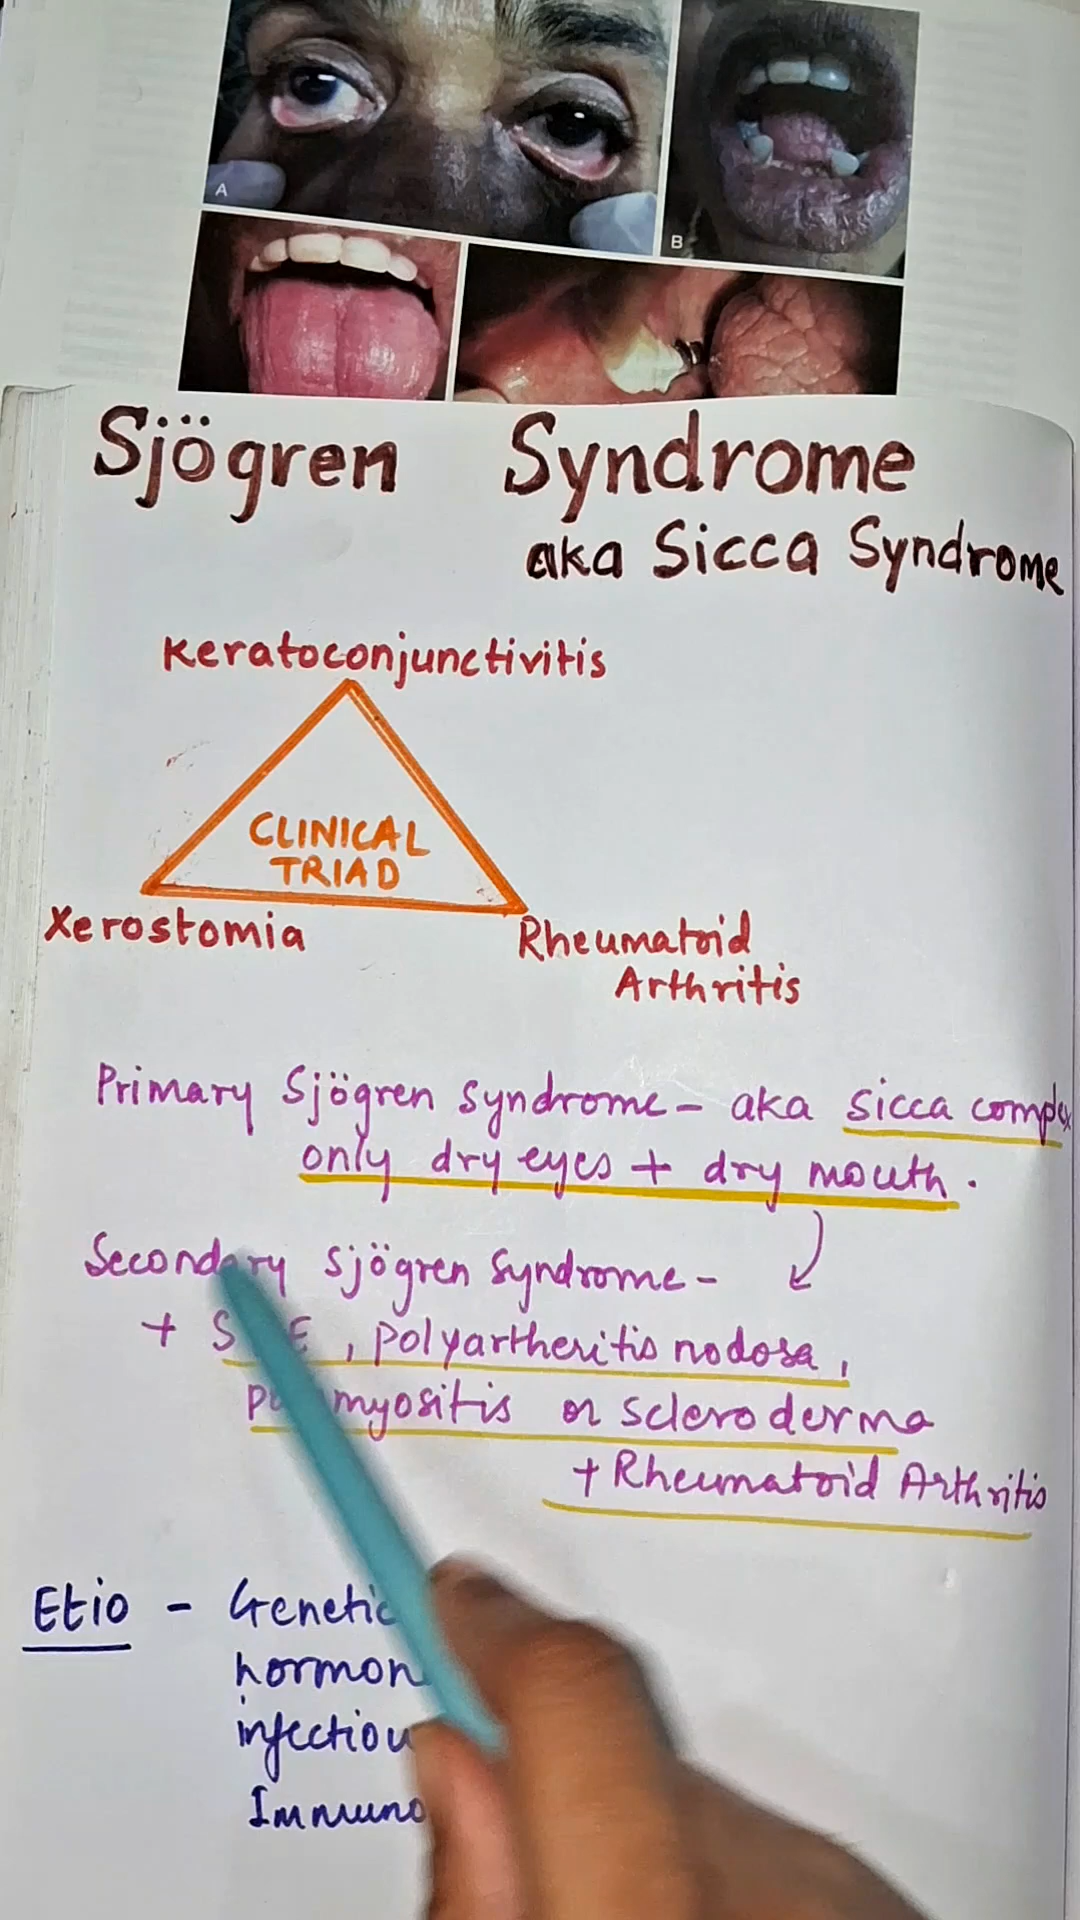 A
B
Sjögren Syndrome
aka Sicca Syndrome
Keratoconjunctivitis
CLINICAL
TRIAD
Xerostomia
Rheumatoid
Arthritis
Primary Sjögren Syndrome - aka Sicca complex
only dry eyes + dry mouth.
Secondary Sjögren Syndrome -
+ , polyartheritis nodosa,
or scleroderma
+ Rheumatoid Arthritis
Etio - Genetic